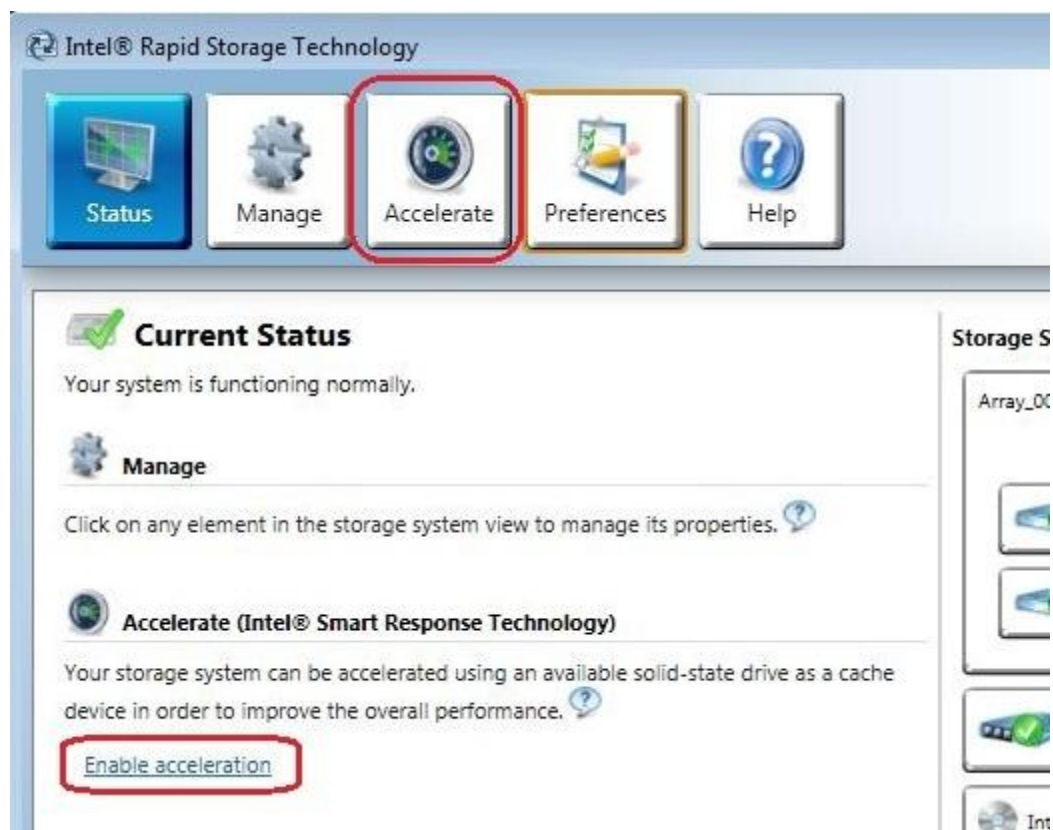 Intel® Rapid Storage Technology
Status
Manage
Accelerate
Preferences
Help
Current Status
Your system is functioning normally.
Manage
Click on any element in the storage system view to manage its properties.
Accelerate (Intel® Smart Response Technology)
Your storage system can be accelerated using an available solid-state drive as a cache
device in order to improve the overall performance.
Enable acceleration
Storage S
Array_00
Int